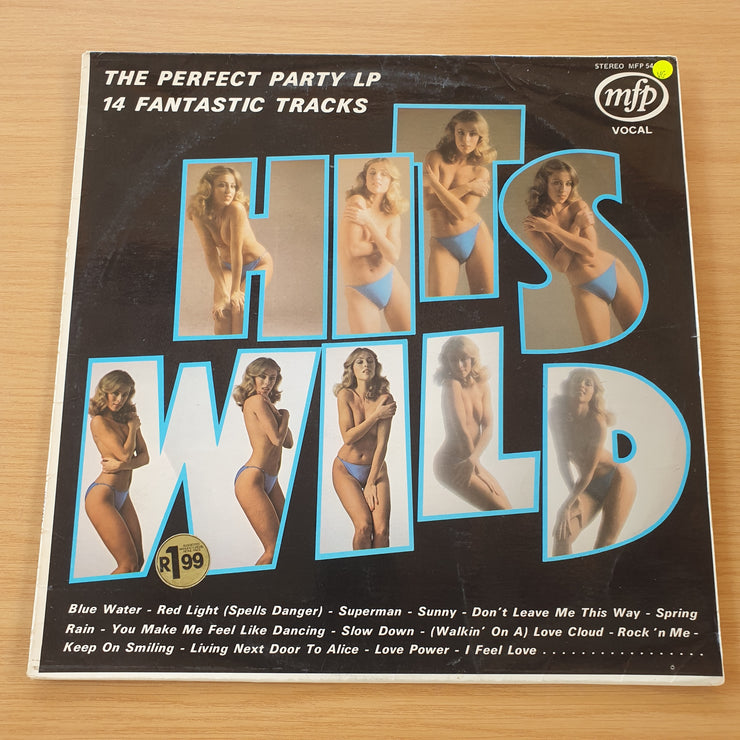 THE PERFECT PARTY LP
14 FANTASTIC TRACKS
STEREO MFP 54
mfp
VOCAL
HITS
WILD
R1.99
Blue Water - Red Light (Spells Danger) - Superman - Sunny - Don't Leave Me This Way - Spring
Rain - You Make Me Feel Like Dancing - Slow Down - (Walkin' On A) Love Cloud - Rock 'n Me -
Keep On Smiling - Living Next Door To Alice - Love Power - I Feel Love . . . . . . . . . . . . . . . . .